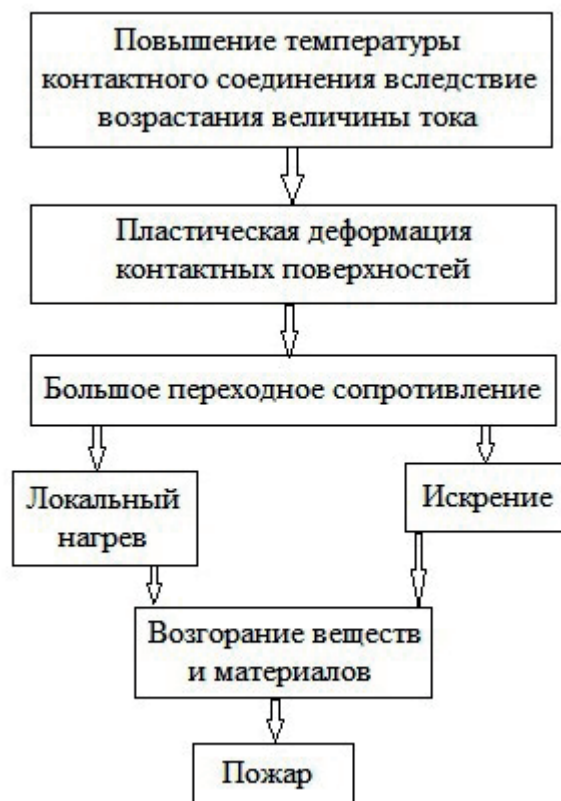 Повышение температуры
контактного соединения вследствие
возрастания величины тока
Пластическая деформация
контактных поверхностей
Большое переходное сопротивление
Локальный
нагрев
Искрение
Возгорание веществ
и материалов
Пожар